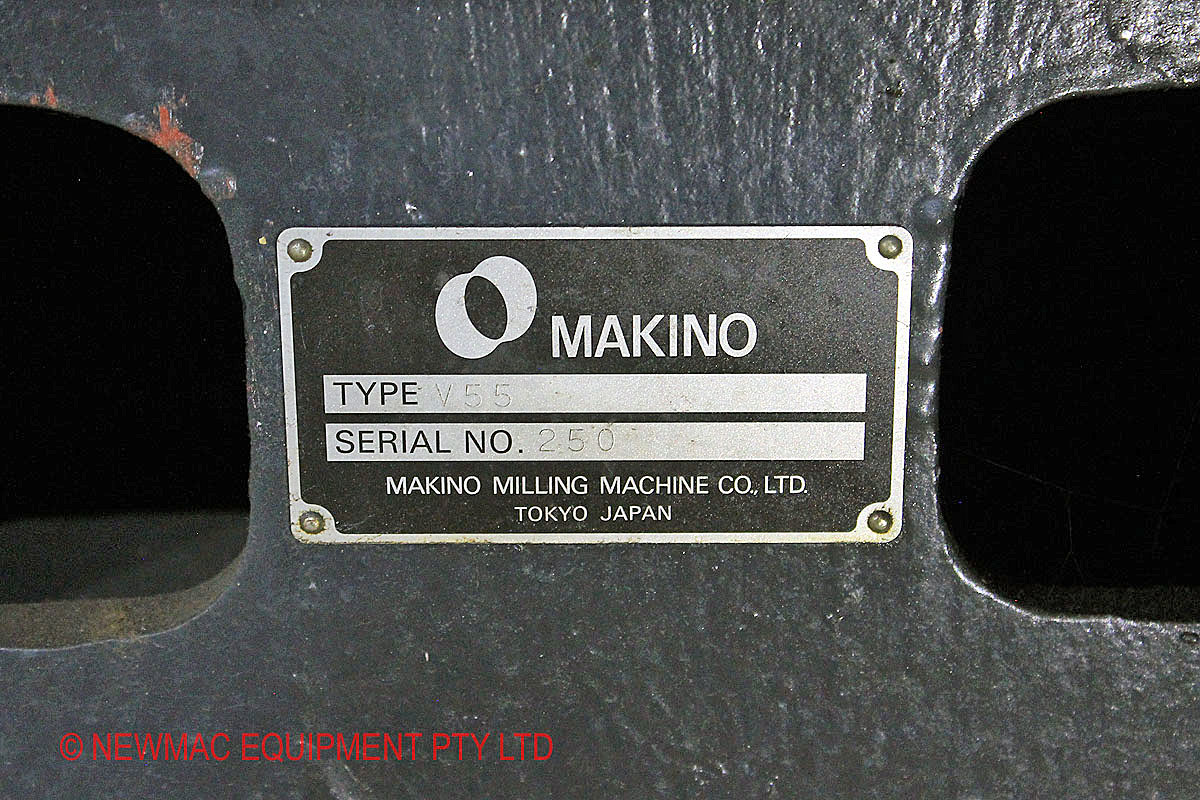 MAKINO
TYPE V55
SERIAL NO. 250
MAKINO MILLING MACHINE CO., LTD.
TOKYO JAPAN
© NEWMAC EQUIPMENT PTY LTD